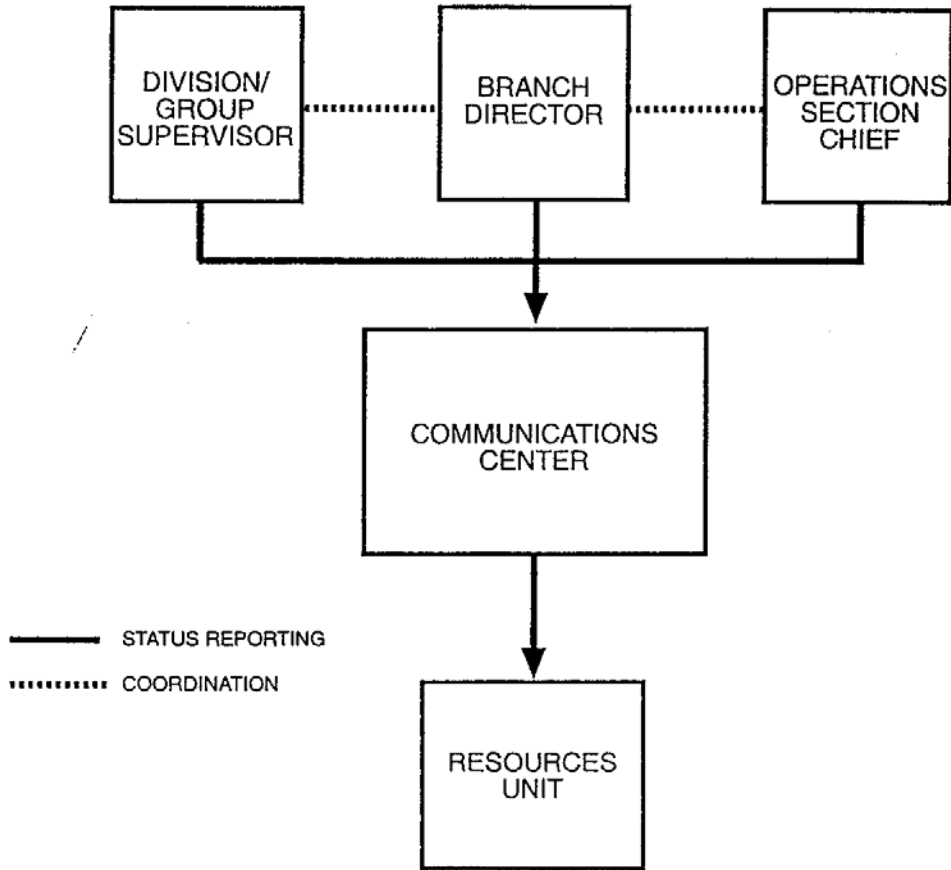 DIVISION/
GROUP
SUPERVISOR
BRANCH
DIRECTOR
OPERATIONS
SECTION
CHIEF
COMMUNICATIONS
CENTER
STATUS REPORTING
COORDINATION
RESOURCES
UNIT